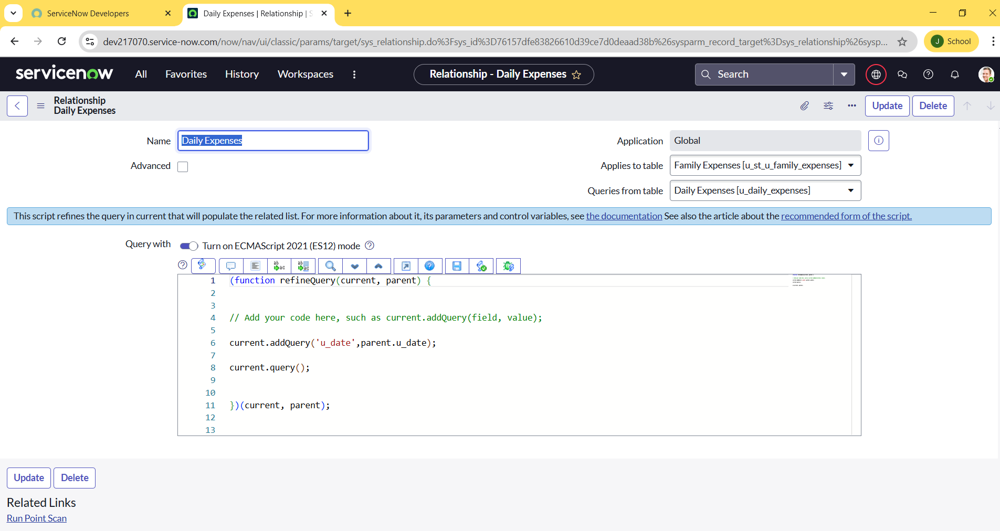 ServiceNow Developers
Daily Expenses | Relationship | S
dev217070.service-now.com/now/nav/ui/classic/params/target/sys_relationship.do%3Fsys_id%3D76157dfe83826610d39ce7d0deaad38b%26sysparm_record_target%3Dsys_relationship%26sysp...
J School
servicenow All Favorites History Workspaces Relationship - Daily Expenses Search
Relationship
Daily Expenses
Update Delete
Name Daily Expenses
Application Global
Advanced
Applies to table Family Expenses [u_st_u_family_expenses]
Queries from table Daily Expenses [u_daily_expenses]
This script refines the query in current that will populate the related list. For more information about it, its parameters and control variables, see the documentation See also the article about the recommended form of the script.
Query with Turn on ECMAScript 2021 (ES12) mode
1 (function refineQuery(current, parent) {
2
3
4 // Add your code here, such as current.addQuery(field, value);
5
6 current.addQuery('u_date',parent.u_date);
7
8 current.query();
9
10
11 })(current, parent);
12
13
Update Delete
Related Links
Run Point Scan